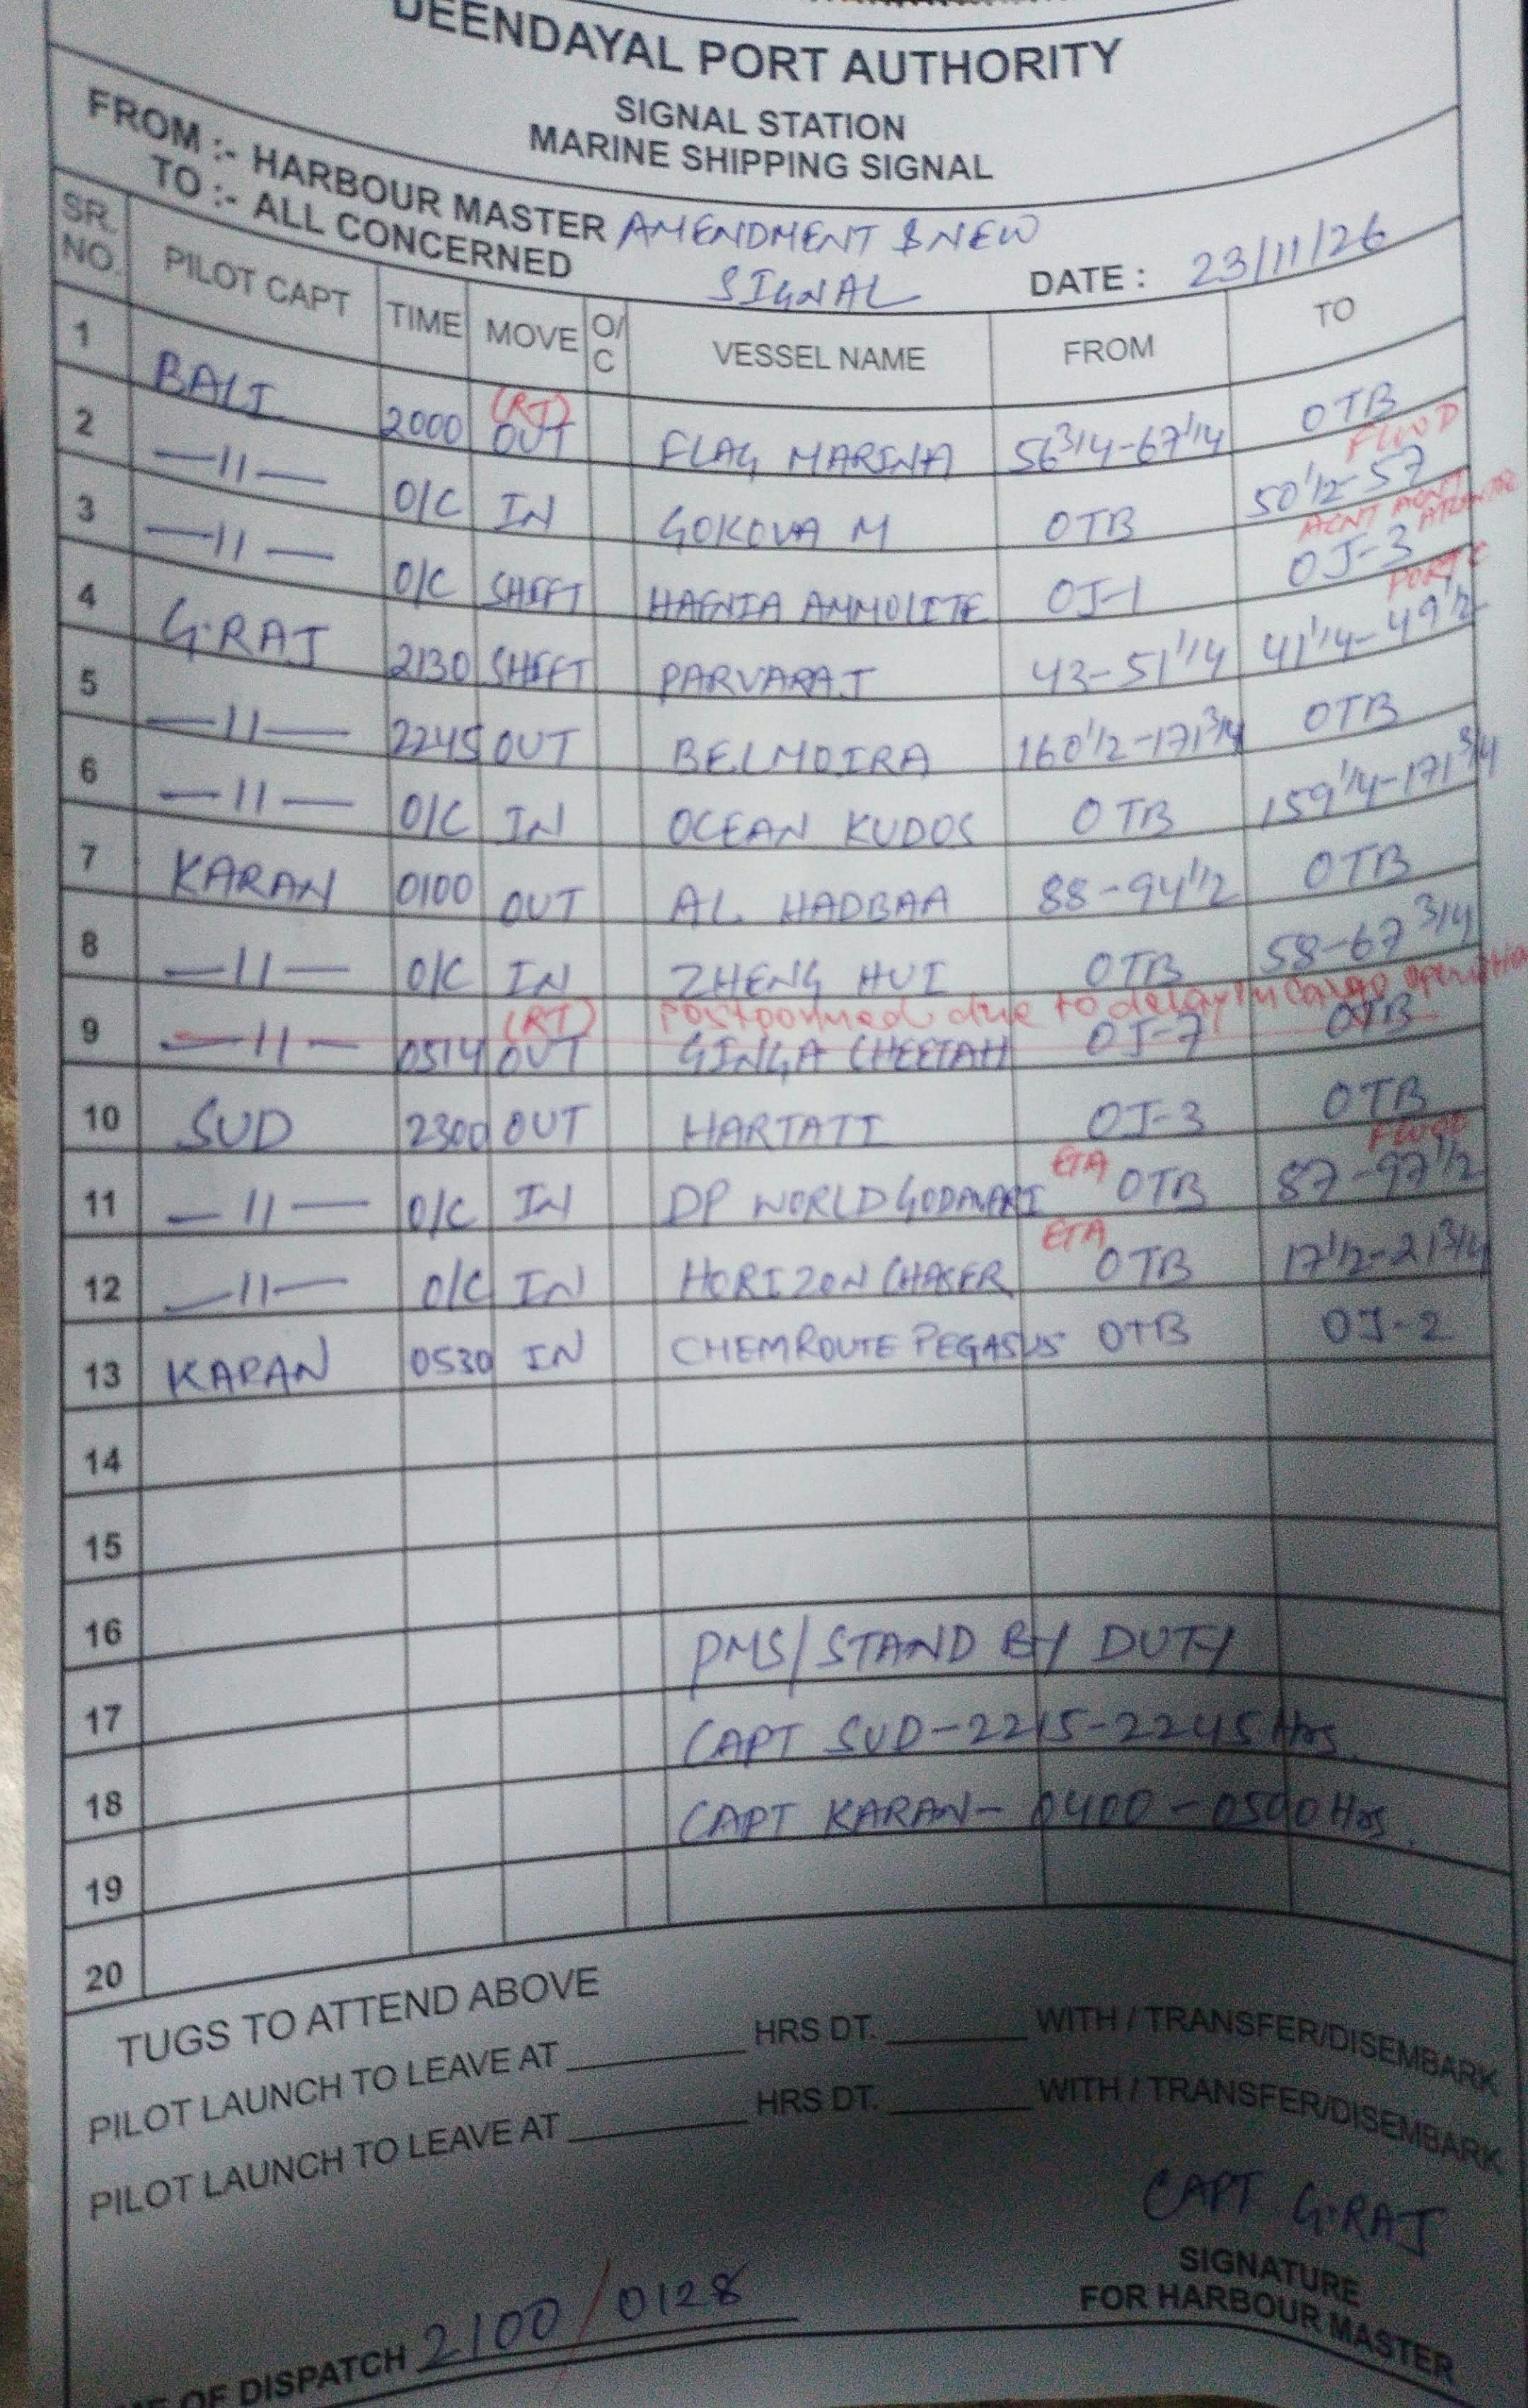 DEENDAYAL PORT AUTHORITY
SIGNAL STATION
MARINE SHIPPING SIGNAL
FROM :- HARBOUR MASTER AMENDMENT & NEW
TO :- ALL CONCERNED SIGNAL DATE : 23/11/26
SR. NO. PILOT CAPT TIME MOVE O/C VESSEL NAME FROM TO
1 BALI 2000 (RT) OUT FLAG MARINA 56 3/4-67 1/4 OTB
2 —11— O/C IN GOKOVA M OTB FLWD 50 1/2-57
3 —11— O/C SHIFT HAFNIA AMMOLITE OJ-1 OJ-3
4 G.RAJ 2130 SHIFT PARVARAJ 43-51 1/4 41 1/4-49 1/2
5 —11— 2245 OUT BELMOIRA 160 1/2-171 3/4 OTB
6 —11— O/C IN OCEAN KUDOS OTB 159 1/4-171 3/4
7 KARAN 0100 OUT AL HADBAA 88-94 1/2 OTB
8 —11— O/C IN ZHENG HUI OTB 58-67 3/4
Postponned due to delay in Cargo operation
9 —11— 0514 (RT) OUT GINGA CHEETAH OJ-7 OTB
10 SUD 2300 OUT HARTATI OJ-3 OTB
11 —11— O/C IN DP WORLD GODAVARI ETA OTB FLWD 87-97 1/2
12 —11— O/C IN HORIZON CHASER ETA OTB 17 1/2-21 3/4
13 KARAN 0530 IN CHEMROUTE PEGASUS OTB OJ-2
14
15
16 PMS/STAND BY DUTY
17 CAPT SUD-2215-2245 Hrs.
18 CAPT KARAN- 0400-0500 Hrs.
19
20
TUGS TO ATTEND ABOVE
PILOT LAUNCH TO LEAVE AT HRS DT. WITH / TRANSFER/DISEMBARK
PILOT LAUNCH TO LEAVE AT HRS DT. WITH / TRANSFER/DISEMBARK
CAPT G.RAJ
SIGNATURE
FOR HARBOUR MASTER
OF DISPATCH 2100/0128